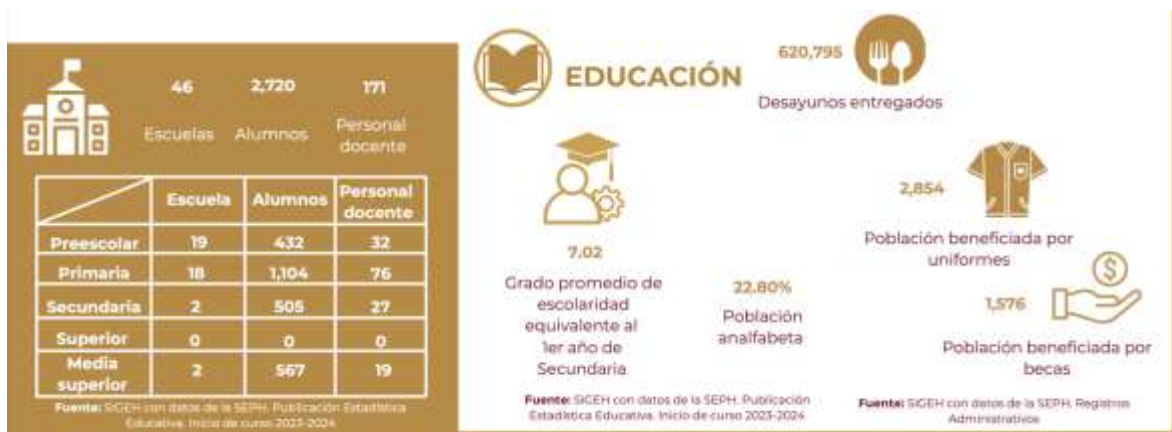 46 2,720 171
Escuelas Alumnos Personal
docente
Escuela Alumnos Personal
docente
Preescolar 19 432 32
Primaria 18 1,104 76
Secundaria 2 505 27
Superior 0 0 0
Media
superior 2 567 19
Fuente: SIGEH con datos de la SEPH. Publicación Estadística
Educativa. Inicio de curso 2023-2024
EDUCACIÓN
620,795
Desayunos entregados
7.02
Grado promedio de
escolaridad
equivalente al
1er año de
Secundaria
22.80%
Población
analfabeta
Fuente: SIGEH con datos de la SEPH. Publicación
Estadística Educativa. Inicio de curso 2023-2024
2,854
Población beneficiada por
uniformes
$
1,576
Población beneficiada por
becas
Fuente: SIGEH con datos de la SEPH. Registros
Administrativos